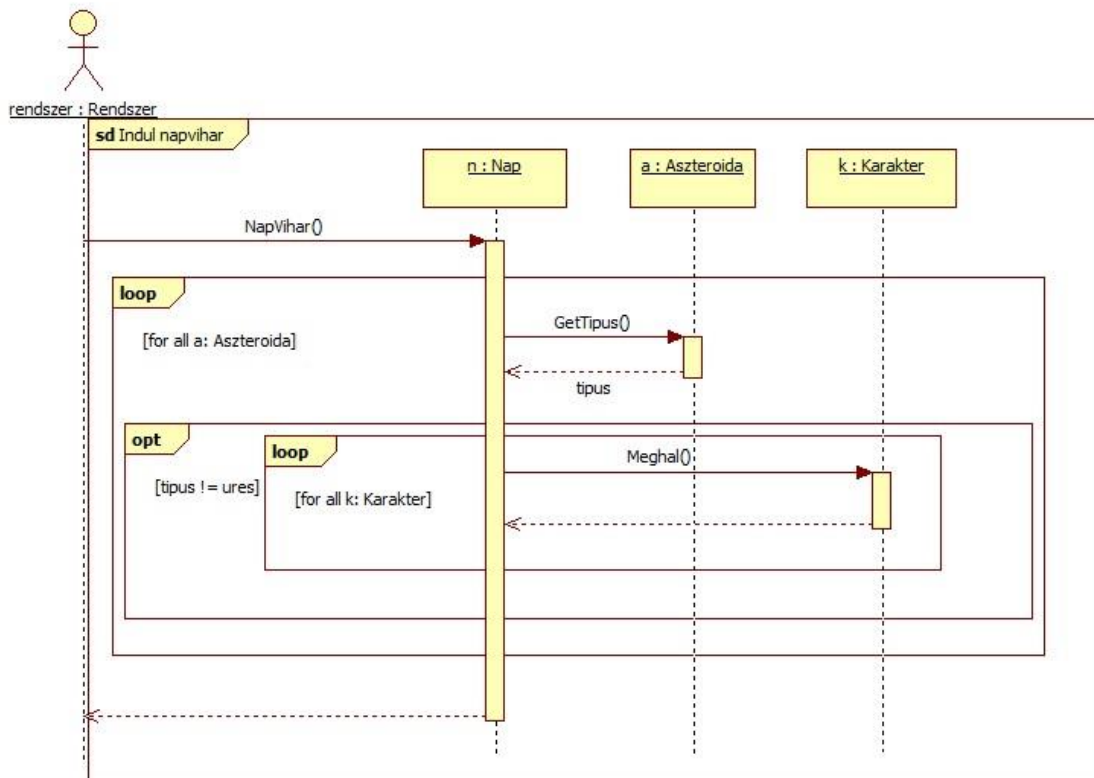 rendszer : Rendszer
sd Indul napvihar
n : Nap
a : Aszteroida
k : Karakter
NapVihar()
loop
[for all a: Aszteroida]
GetTipus()
tipus
opt
[tipus != ures]
loop
[for all k: Karakter]
Meghal()